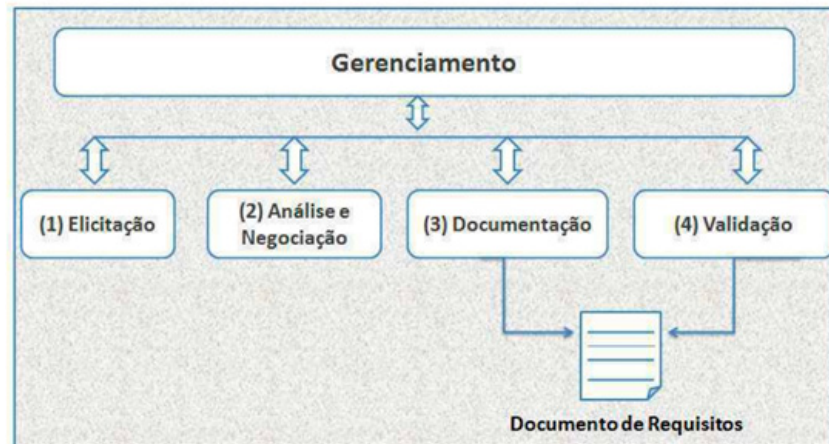 Gerenciamento
(1) Elicitação
(2) Análise e
Negociação
(3) Documentação
(4) Validação
Documento de Requisitos